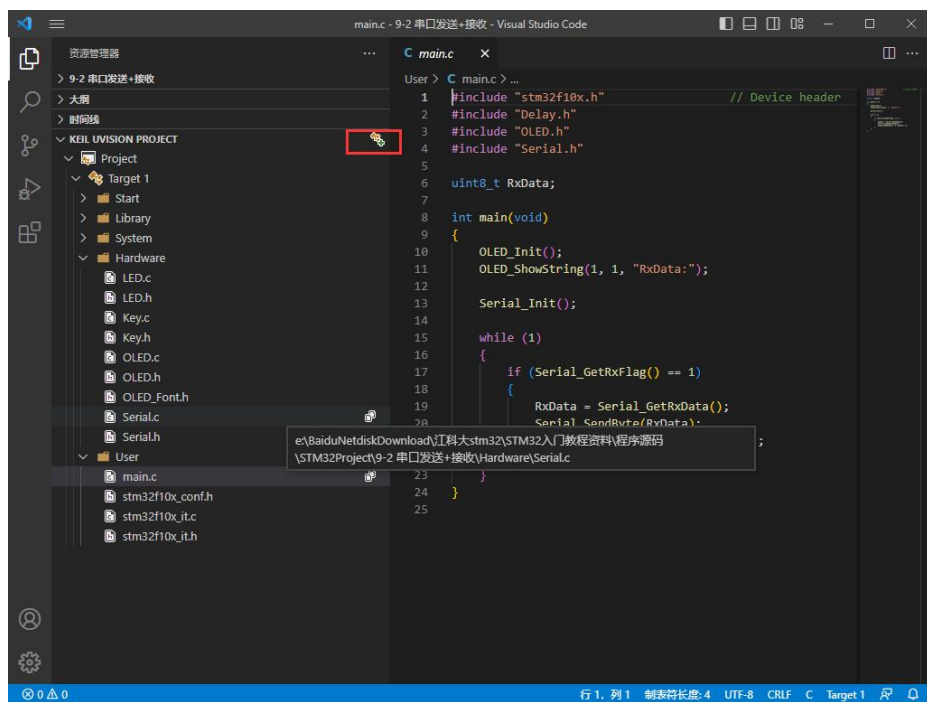 main.c - 9-2 串口发送+接收 - Visual Studio Code
资源管理器
9-2 串口发送+接收
大纲
时间线
KEIL UVISION PROJECT
Project
Target 1
Start
Library
System
Hardware
LED.c
LED.h
Key.c
Key.h
OLED.c
OLED.h
OLED_Font.h
Serial.c
Serial.h
User
main.c
stm32f10x_conf.h
stm32f10x_it.c
stm32f10x_it.h
C main.c
User > C main.c > ...
1 #include "stm32f10x.h" // Device header
2 #include "Delay.h"
3 #include "OLED.h"
4 #include "Serial.h"
5
6 uint8_t RxData;
7
8 int main(void)
9 {
10 OLED_Init();
11 OLED_ShowString(1, 1, "RxData:");
12
13 Serial_Init();
14
15 while (1)
16 {
17 if (Serial_GetRxFlag() == 1)
18 {
19 RxData = Serial_GetRxData();
20 Serial_SendByte(RxData);
;
e:\BaiduNetdiskDownload\江科大stm32\STM32入门教程资料\程序源码
\STM32Project\9-2 串口发送+接收\Hardware\Serial.c
23 }
24 }
25
0 0
行 1，列 1 制表符长度: 4 UTF-8 CRLF C Target 1